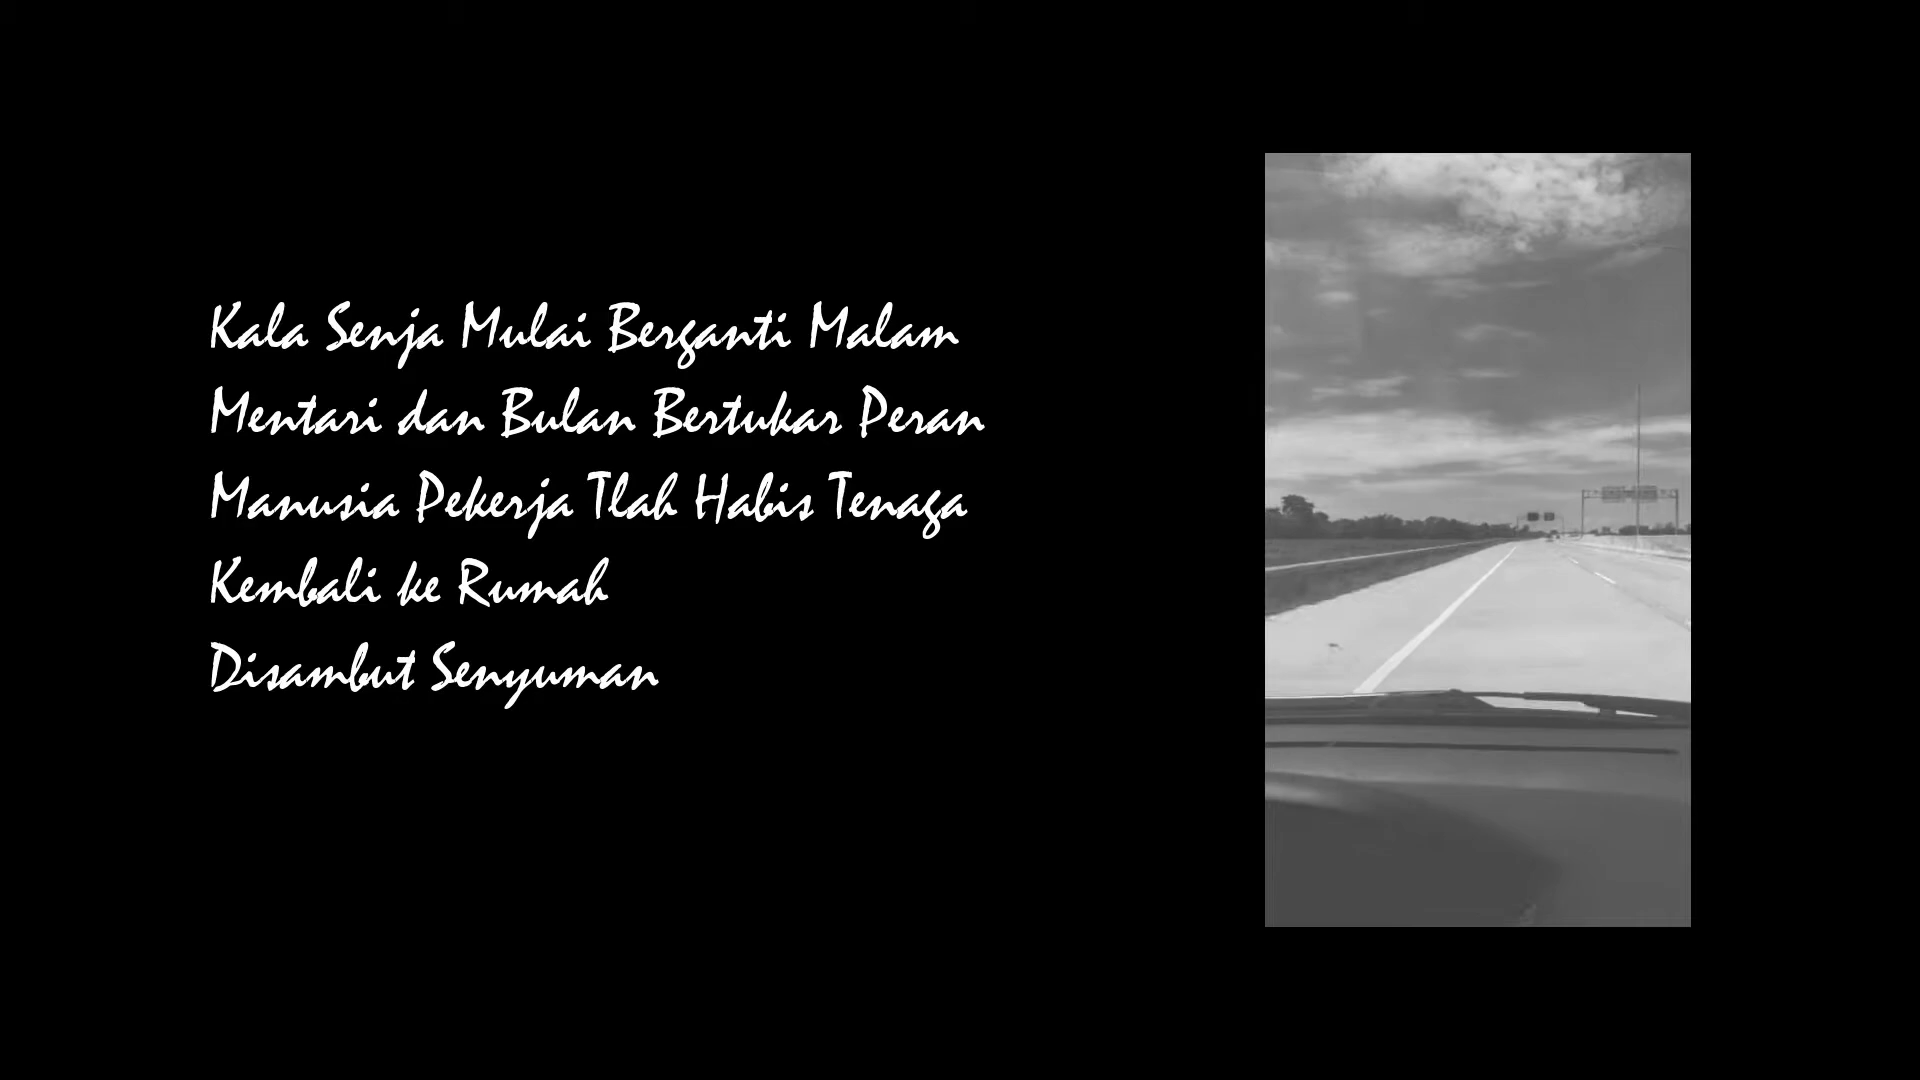 Kala Senja Mulai Berganti Malam
Mentari dan Bulan Bertukar Peran
Manusia Pekerja Tlah Habis Tenaga
Kembali ke Rumah
Disambut Senyuman